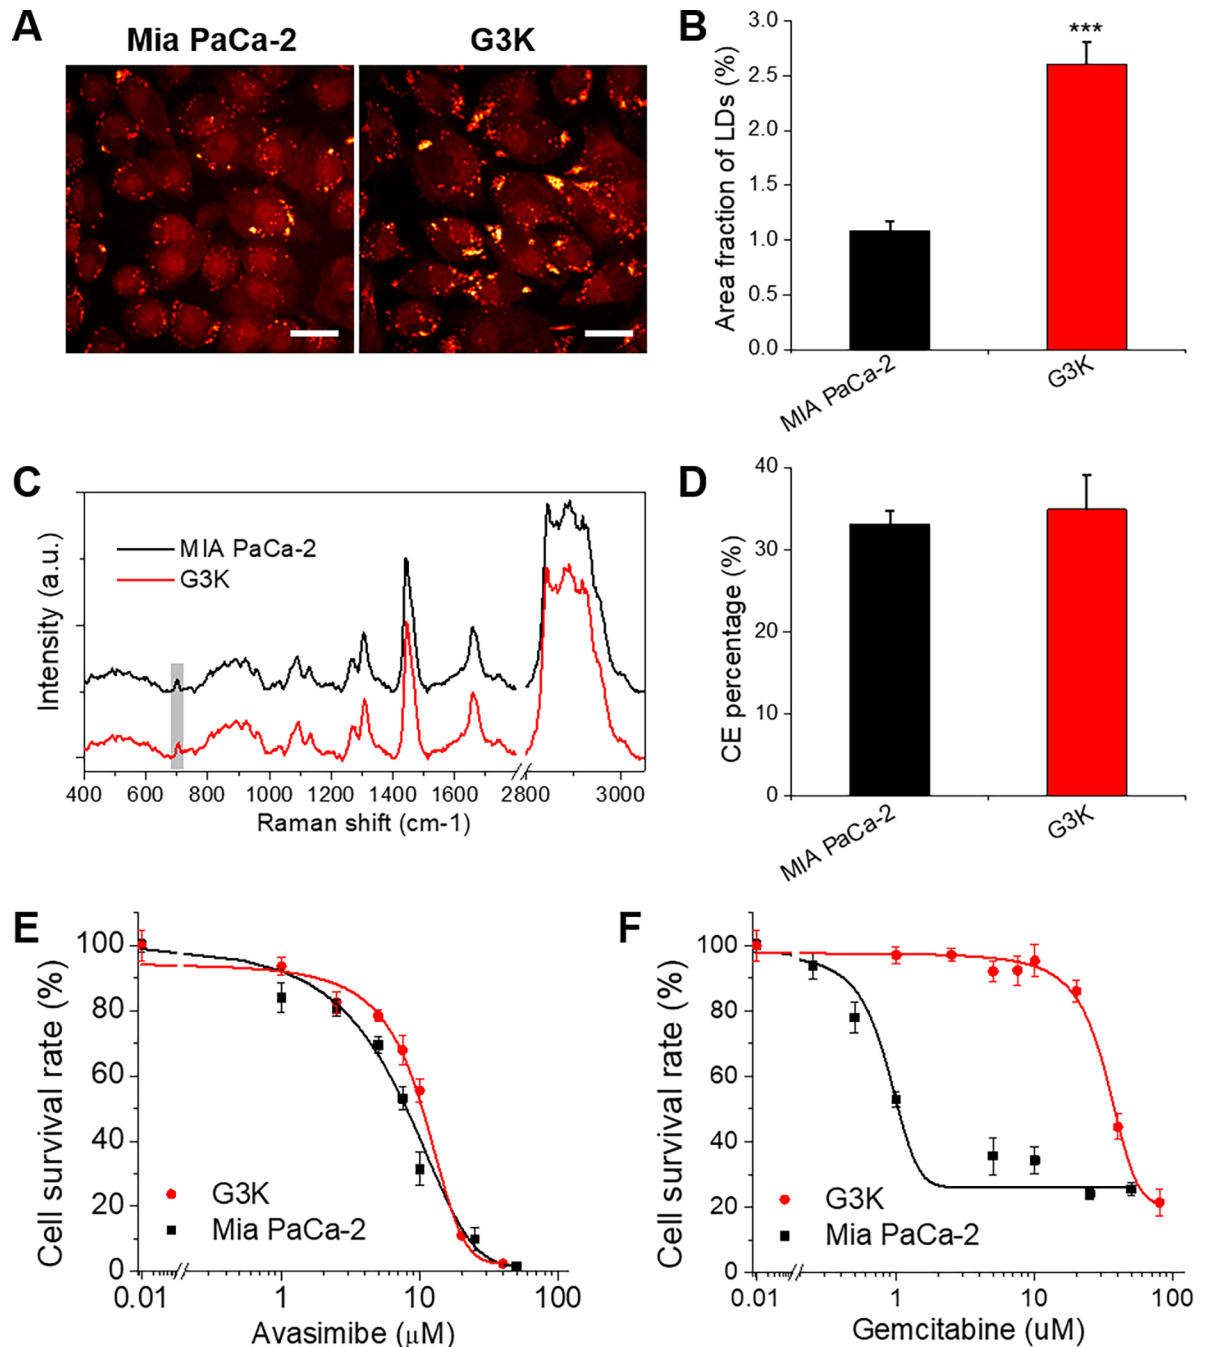 A
Mia PaCa-2
G3K
B
3.0
2.5
2.0
1.5
1.0
0.5
0.0
Area fraction of LDs (%)
***
MIA PaCa-2
G3K
C
Intensity (a.u.)
MIA PaCa-2
G3K
400 600 800 1000 1200 1400 1600 2800 3000
Raman shift (cm-1)
D
40
30
20
10
0
CE percentage (%)
MIA PaCa-2
G3K
E
100
80
60
40
20
0
Cell survival rate (%)
G3K
Mia PaCa-2
0.01 1 10 100
Avasimibe (μM)
F
100
80
60
40
20
0
Cell survival rate (%)
G3K
Mia PaCa-2
0.01 1 10 100
Gemcitabine (uM)